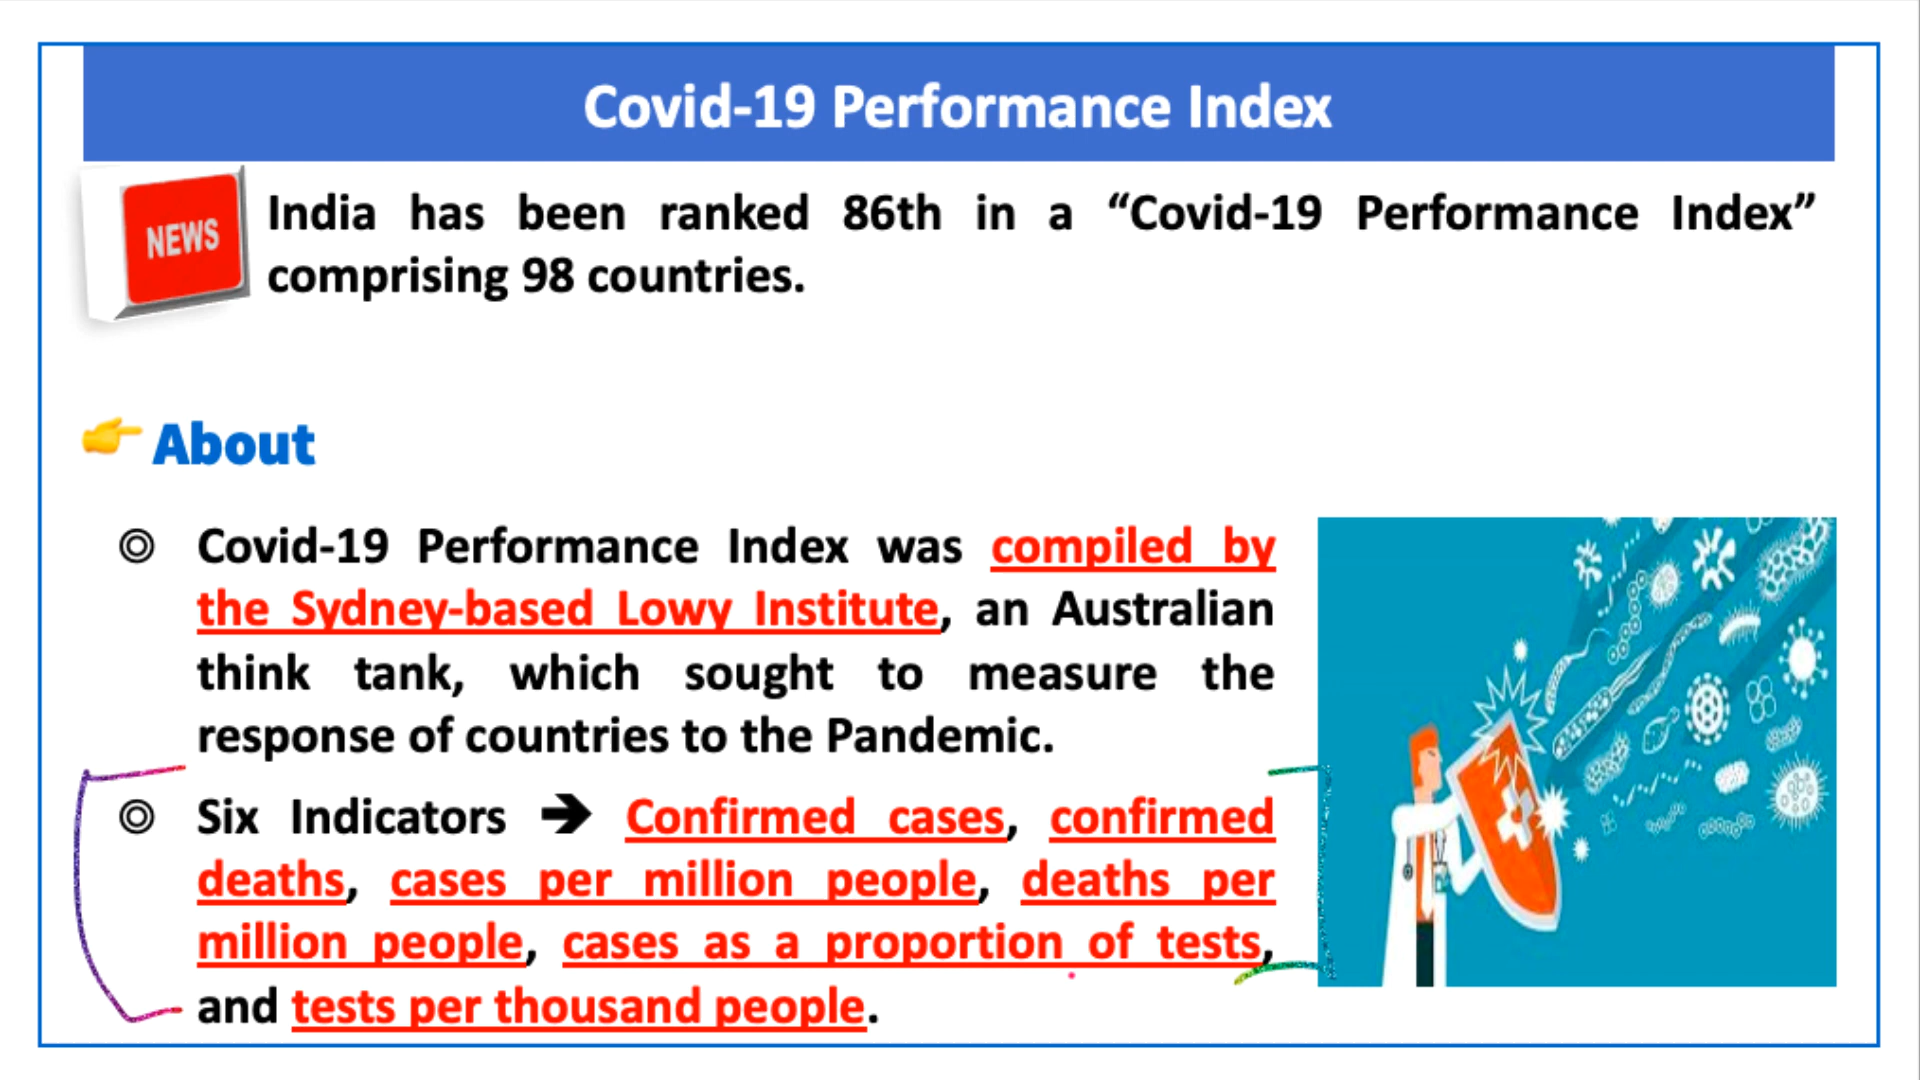 Covid-19 Performance Index
NEWS
India has been ranked 86th in a “Covid-19 Performance Index”
comprising 98 countries.
About
Covid-19 Performance Index was compiled by
the Sydney-based Lowy Institute, an Australian
think tank, which sought to measure the
response of countries to the Pandemic.
Six Indicators ➔ Confirmed cases, confirmed
deaths, cases per million people, deaths per
million people, cases as a proportion of tests,
and tests per thousand people.